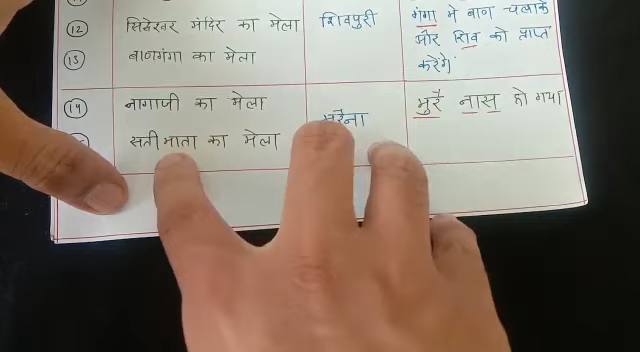 (12) सिद्धेश्वर मंदिर का मेला शिवपुरी गंगा मे बाण चलाके
और शिव को प्राप्त
(13) बाणगंगा का मेला करेंगे
(14) नागाजी का मेला मुरैना मुरै नास हो गया
सती माता का मेला